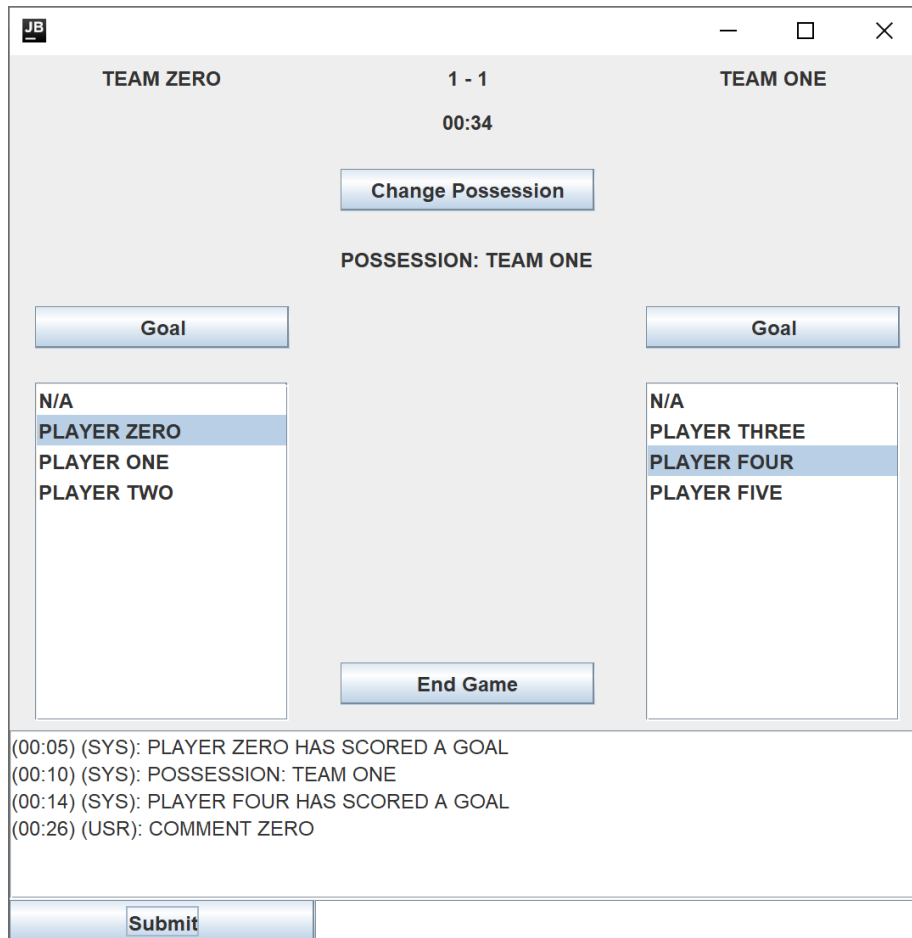 JB
TEAM ZERO 1 - 1 TEAM ONE
00:34
Change Possession
POSSESSION: TEAM ONE
Goal Goal
N/A N/A
PLAYER ZERO PLAYER THREE
PLAYER ONE PLAYER FOUR
PLAYER TWO PLAYER FIVE
End Game
(00:05) (SYS): PLAYER ZERO HAS SCORED A GOAL
(00:10) (SYS): POSSESSION: TEAM ONE
(00:14) (SYS): PLAYER FOUR HAS SCORED A GOAL
(00:26) (USR): COMMENT ZERO
Submit